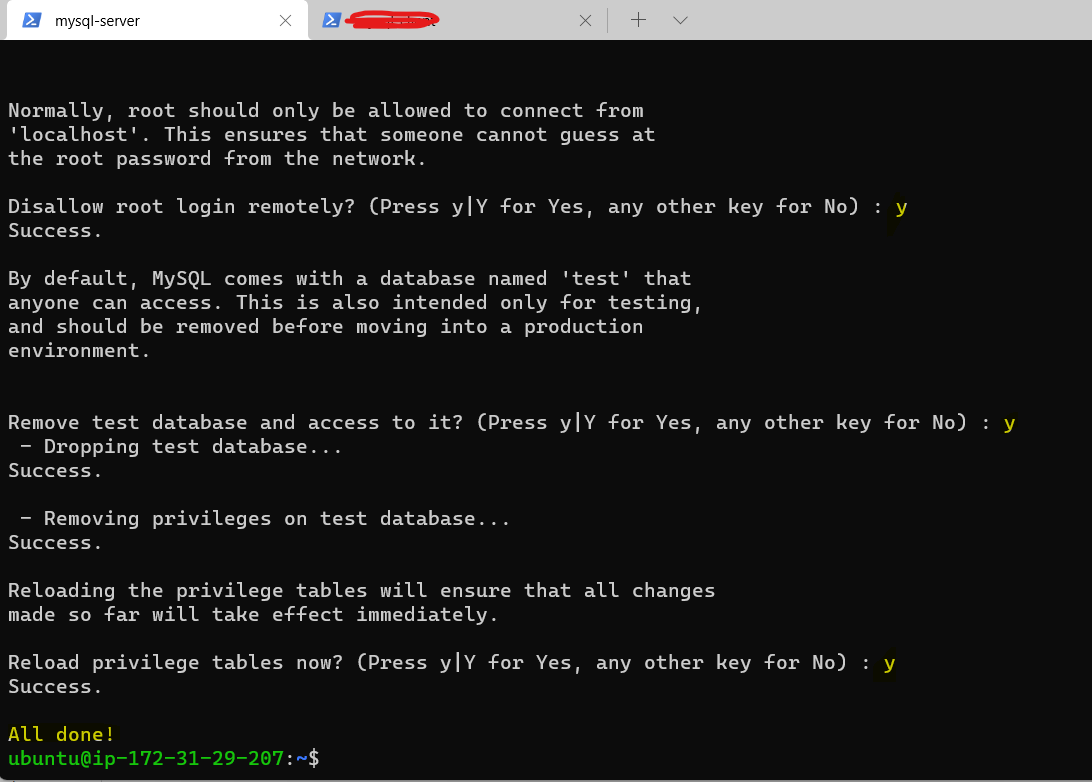 mysql-server
Normally, root should only be allowed to connect from
'localhost'. This ensures that someone cannot guess at
the root password from the network.
Disallow root login remotely? (Press y|Y for Yes, any other key for No) : y
Success.
By default, MySQL comes with a database named 'test' that
anyone can access. This is also intended only for testing,
and should be removed before moving into a production
environment.
Remove test database and access to it? (Press y|Y for Yes, any other key for No) : y
- Dropping test database...
Success.
- Removing privileges on test database...
Success.
Reloading the privilege tables will ensure that all changes
made so far will take effect immediately.
Reload privilege tables now? (Press y|Y for Yes, any other key for No) : y
Success.
All done!
ubuntu@ip-172-31-29-207:~$